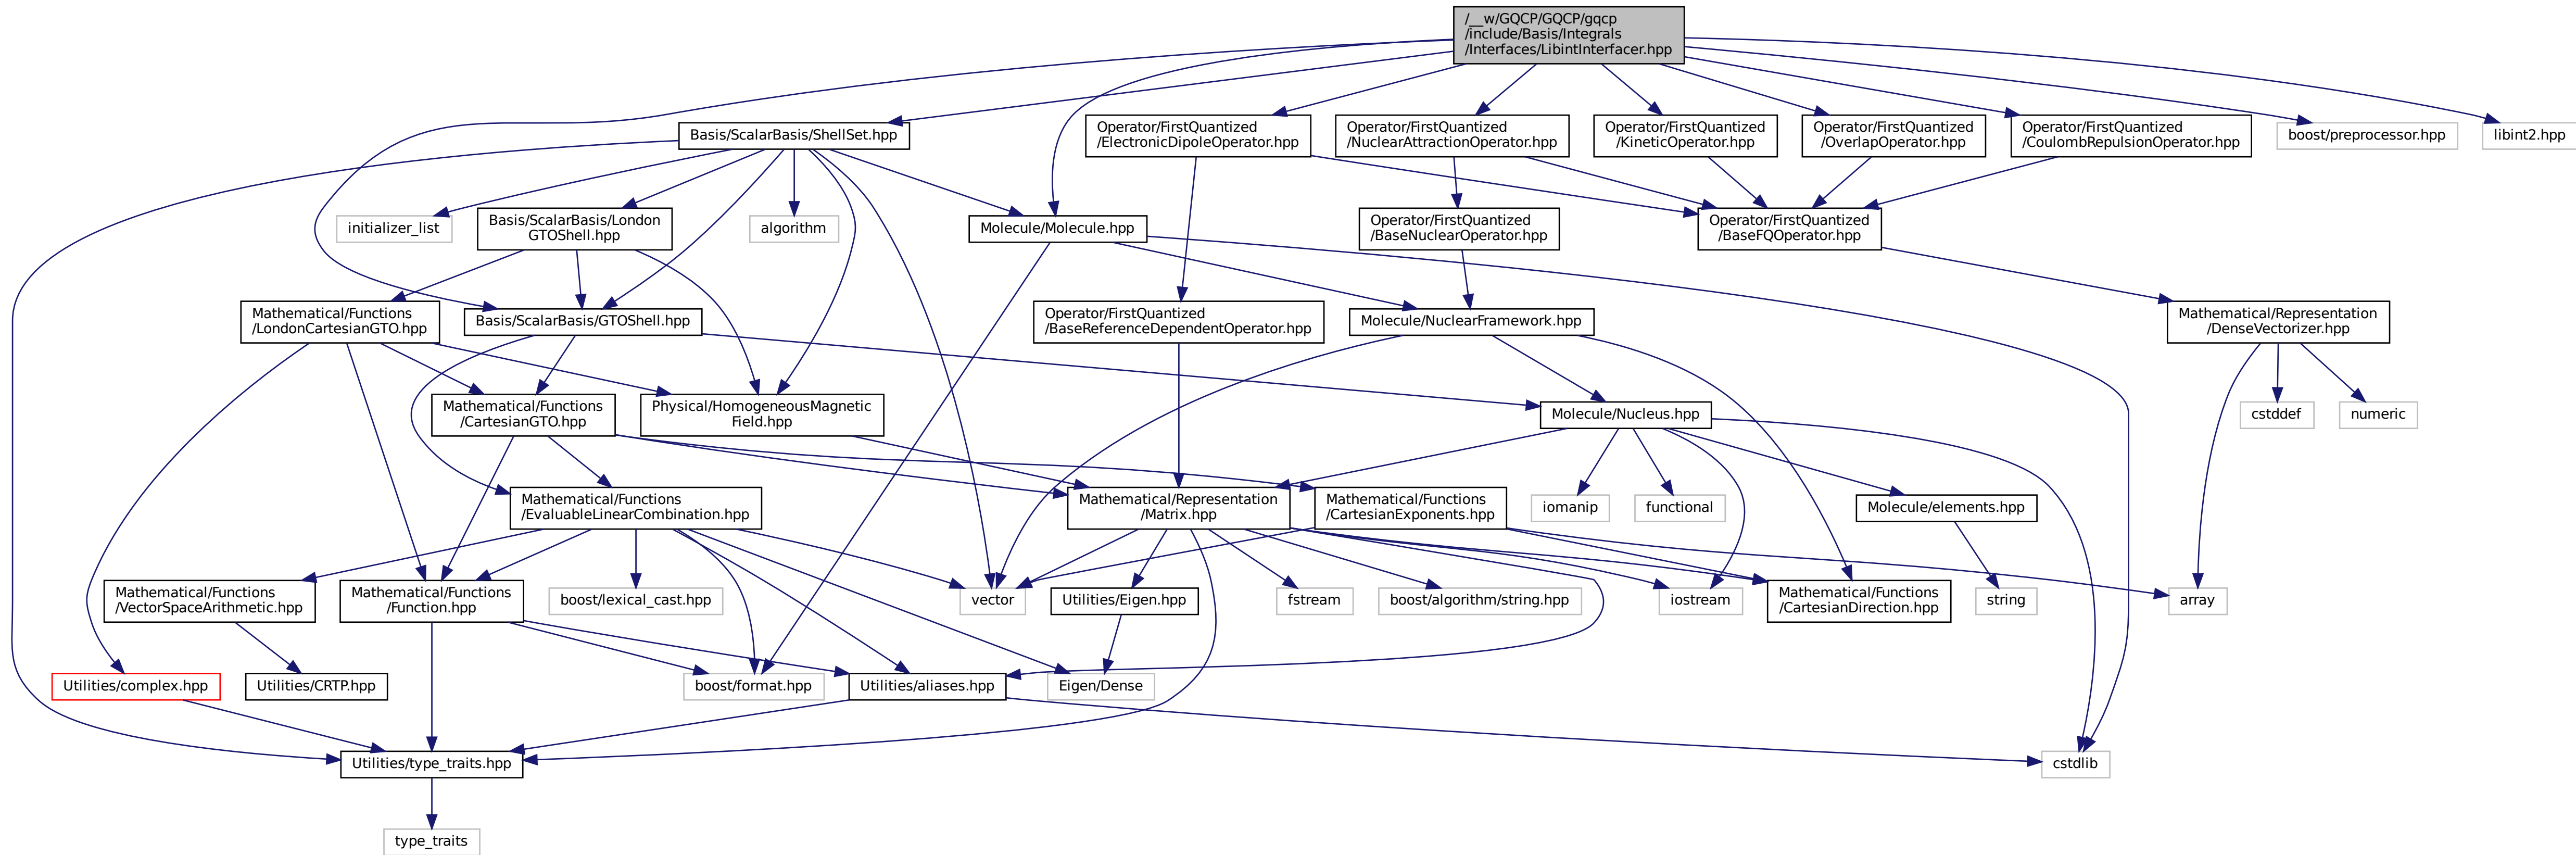 /__w/GQCP/GQCP/gqcp
/include/Basis/Integrals
/Interfaces/LibintInterfacer.hpp
Basis/ScalarBasis/ShellSet.hpp
Operator/FirstQuantized
/ElectronicDipoleOperator.hpp
Operator/FirstQuantized
/NuclearAttractionOperator.hpp
Operator/FirstQuantized
/KineticOperator.hpp
Operator/FirstQuantized
/OverlapOperator.hpp
Operator/FirstQuantized
/CoulombRepulsionOperator.hpp
boost/preprocessor.hpp
libint2.hpp
initializer_list
Basis/ScalarBasis/London
GTOShell.hpp
algorithm
Molecule/Molecule.hpp
Operator/FirstQuantized
/BaseNuclearOperator.hpp
Operator/FirstQuantized
/BaseFQOperator.hpp
Mathematical/Functions
/LondonCartesianGTO.hpp
Basis/ScalarBasis/GTOShell.hpp
Operator/FirstQuantized
/BaseReferenceDependentOperator.hpp
Molecule/NuclearFramework.hpp
Mathematical/Representation
/DenseVectorizer.hpp
Mathematical/Functions
/CartesianGTO.hpp
Physical/HomogeneousMagnetic
Field.hpp
Molecule/Nucleus.hpp
cstddef
numeric
Mathematical/Functions
/EvaluableLinearCombination.hpp
Mathematical/Representation
/Matrix.hpp
Mathematical/Functions
/CartesianExponents.hpp
iomanip
functional
Molecule/elements.hpp
Mathematical/Functions
/VectorSpaceArithmetic.hpp
Mathematical/Functions
/Function.hpp
boost/lexical_cast.hpp
vector
Utilities/Eigen.hpp
fstream
boost/algorithm/string.hpp
iostream
Mathematical/Functions
/CartesianDirection.hpp
string
array
Utilities/complex.hpp
Utilities/CRTP.hpp
boost/format.hpp
Utilities/aliases.hpp
Eigen/Dense
Utilities/type_traits.hpp
cstdlib
type_traits